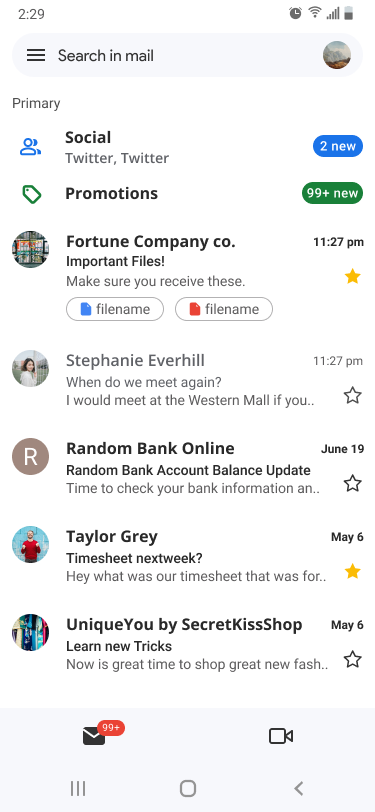 2:29
Search in mail
Primary
Social
2 new
Twitter, Twitter
Promotions
99+ new
Fortune Company co.
11:27 pm
Important Files!
Make sure you receive these.
filename
filename
Stephanie Everhill
11:27 pm
When do we meet again?
I would meet at the Western Mall if you..
Random Bank Online
June 19
Random Bank Account Balance Update
Time to check your bank information an..
R
Taylor Grey
May 6
Timesheet nextweek?
Hey what was our timesheet that was for..
UniqueYou by SecretKissShop
May 6
Learn new Tricks
Now is great time to shop great new fash..
99+